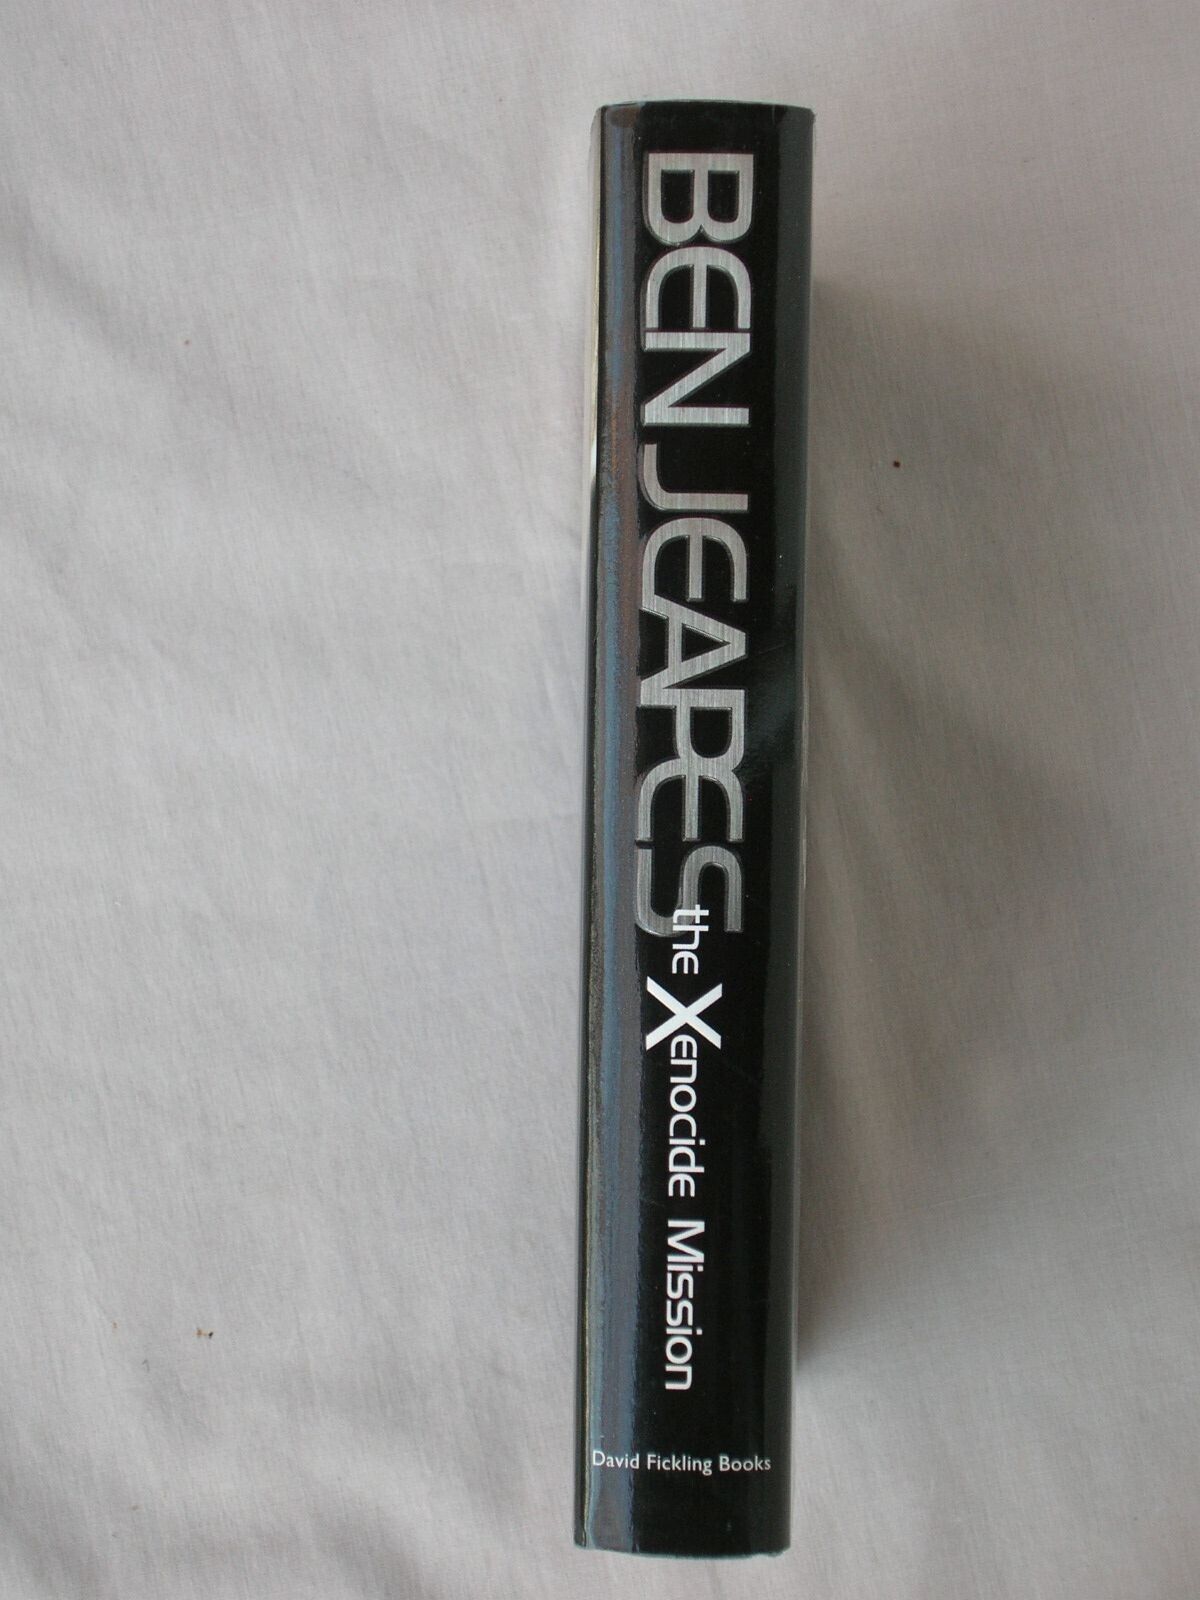 BEN JEAPES
the Xenocide Mission
David Fickling Books